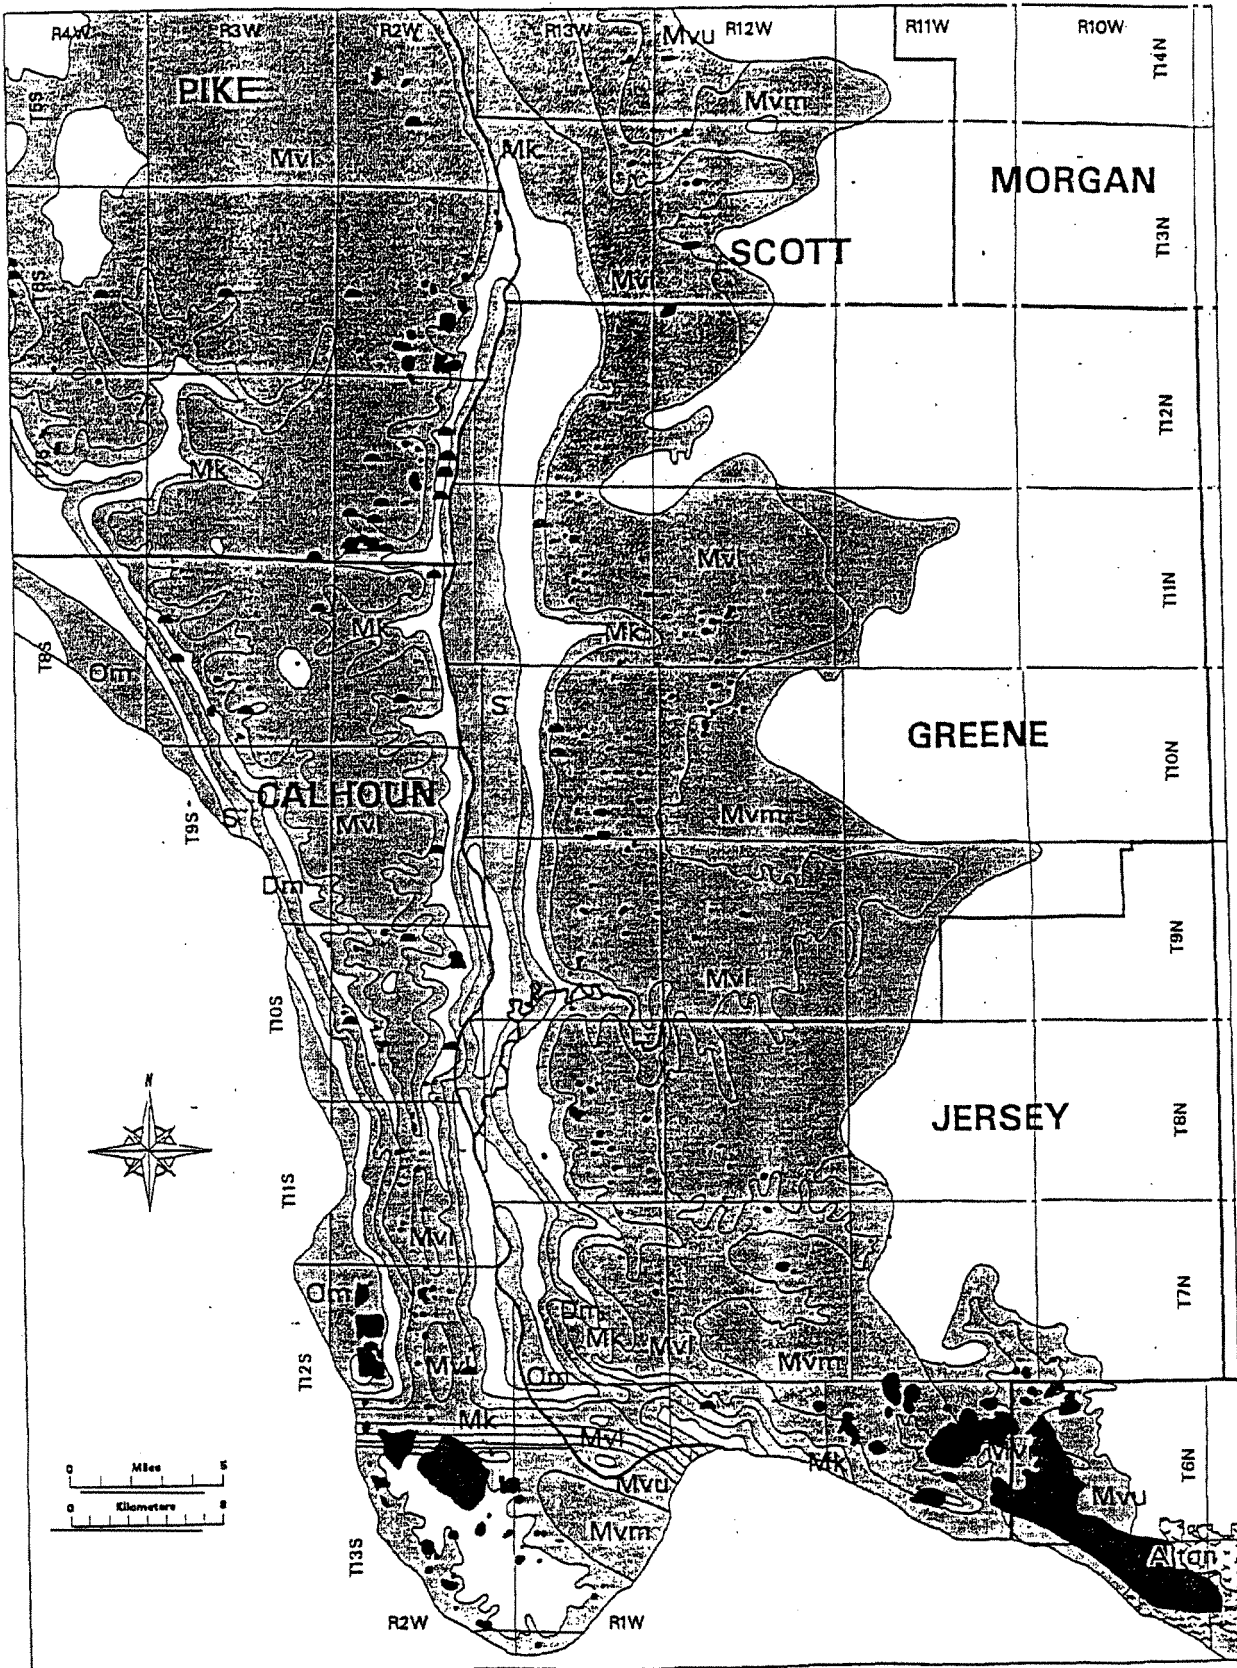 R4W R3W R2W R13W Mvu R12W R11W R10W
T14N
PIKE
T5S
Mvm
Mvl
Mk
MORGAN
SCOTT
T13N
T6S
Mvl
T12N
T7S
Mk
Mvl
T11N
Mk
Mk
T8S
Om
S
GREENE
T10N
CALHOUN
T9S
S
Mvl
Mvm
Dm
T9N
Mvl
T10S
N
JERSEY
T8N
T11S
Mvl
Om
T7N
Dm
Mk
Mvl
Mvm
T12S
Mvl
Om
Mk
Mvl
Mk
Mvl
0 Miles 5
0 Kilometers 8
Mvu
Mvu
T6N
Mvm
T13S
Alton
R2W
R1W